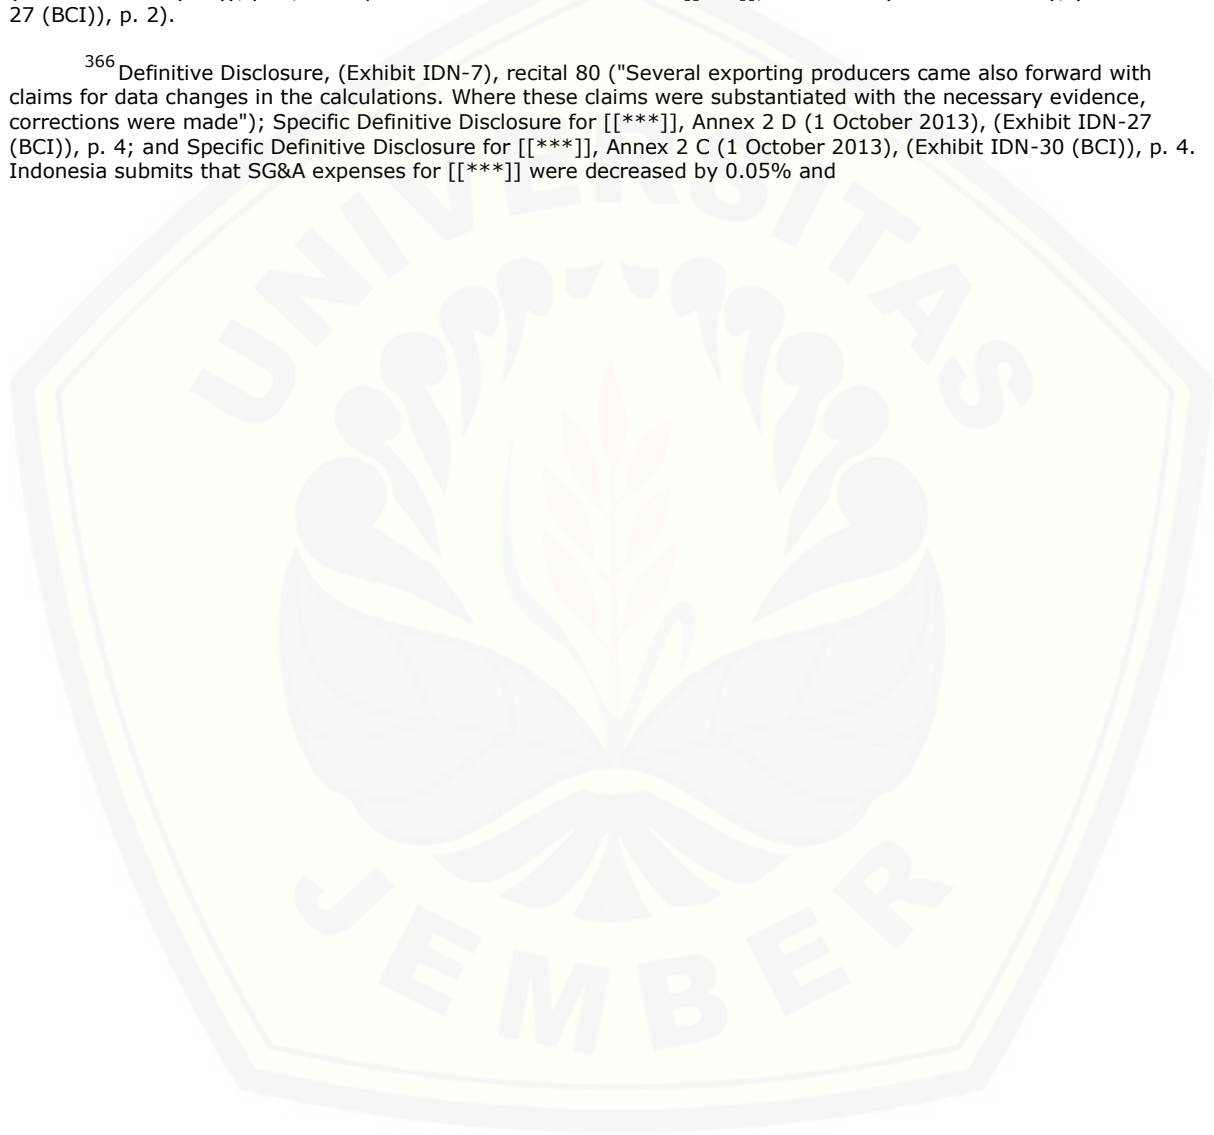 27 (BCI)), p. 2).
366 Definitive Disclosure, (Exhibit IDN-7), recital 80 ("Several exporting producers came also forward with
claims for data changes in the calculations. Where these claims were substantiated with the necessary evidence,
corrections were made"); Specific Definitive Disclosure for [[***]], Annex 2 D (1 October 2013), (Exhibit IDN-27
(BCI)), p. 4; and Specific Definitive Disclosure for [[***]], Annex 2 C (1 October 2013), (Exhibit IDN-30 (BCI)), p. 4.
Indonesia submits that SG&A expenses for [[***]] were decreased by 0.05% and
UNIVERSITAS
JEMBER